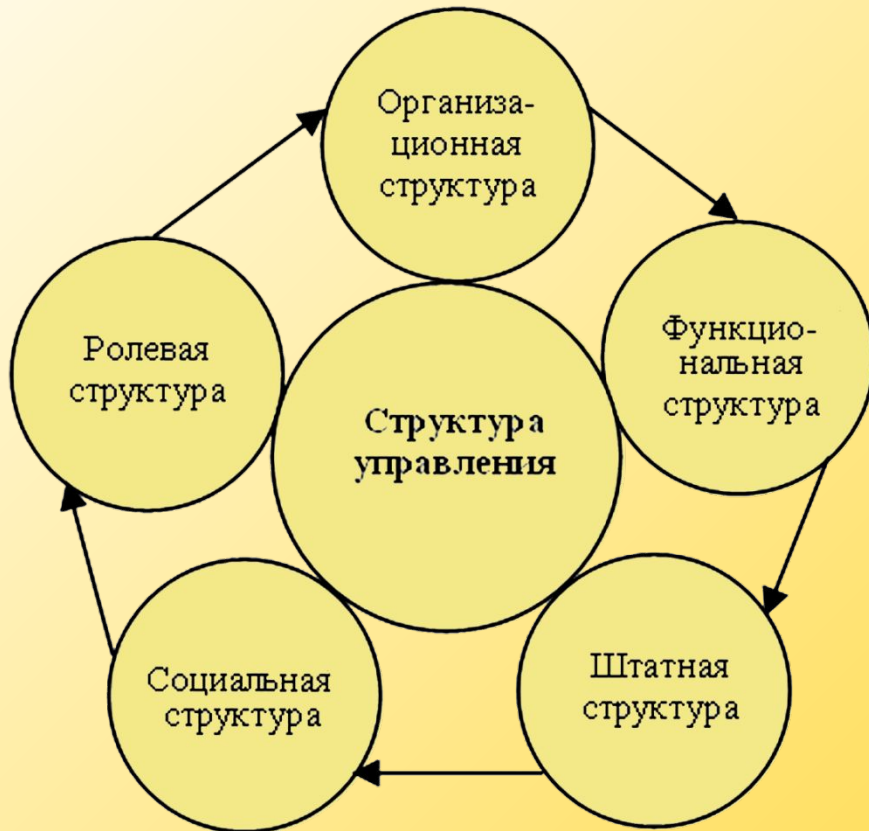 Организа-
ционная
структура
Функцио-
нальная
структура
Ролевая
структура
Структура
управления
Штатная
структура
Социальная
структура